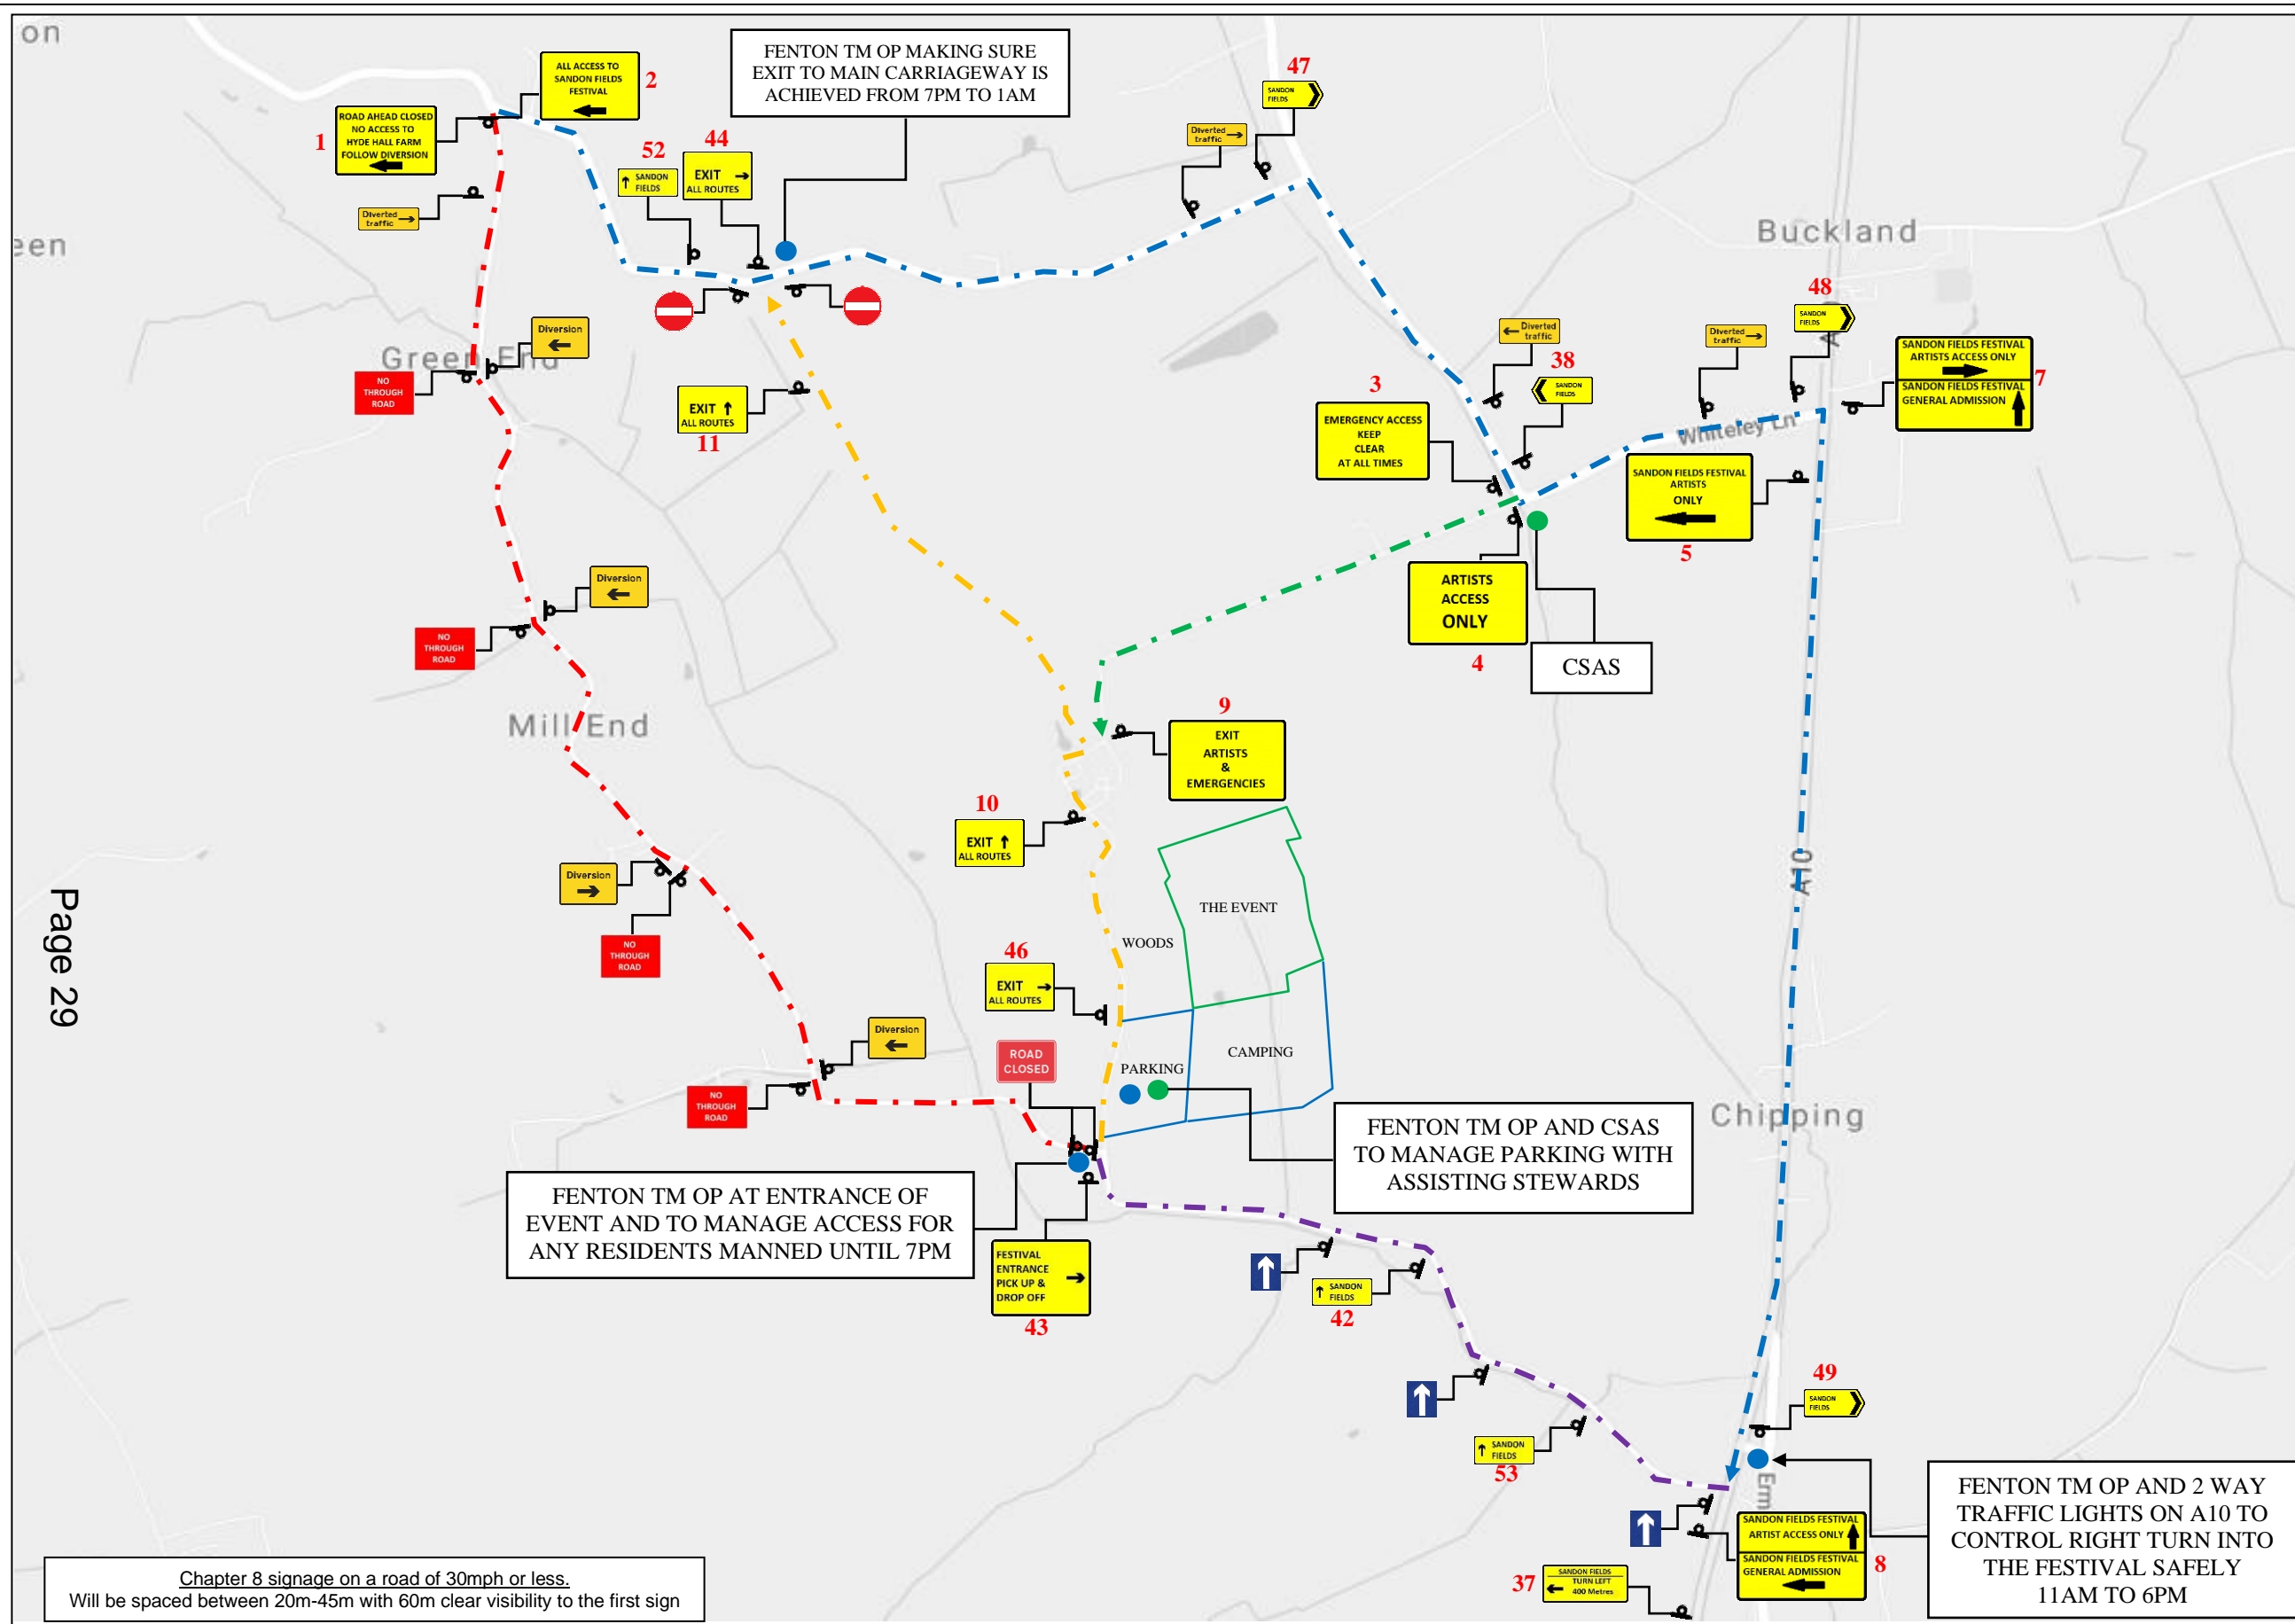 on
ALL ACCESS TO
SANDON FIELDS
FESTIVAL
2
FENTON TM OP MAKING SURE
EXIT TO MAIN CARRIAGEWAY IS
ACHIEVED FROM 7PM TO 1AM
47
SANDON
FIELDS
1
ROAD AHEAD CLOSED
NO ACCESS TO
HYDE HALL FARM
FOLLOW DIVERSION
Diverted
traffic
52
SANDON
FIELDS
44
EXIT
ALL ROUTES
Diverted
traffic
een
Buckland
48
SANDON
FIELDS
Green End
Diversion
NO
THROUGH
ROAD
EXIT
ALL ROUTES
11
Diverted
traffic
38
SANDON
FIELDS
Diverted
traffic
SANDON FIELDS FESTIVAL
ARTISTS ACCESS ONLY
SANDON FIELDS FESTIVAL
GENERAL ADMISSION
7
3
EMERGENCY ACCESS
KEEP
CLEAR
AT ALL TIMES
Whiteley Ln
SANDON FIELDS FESTIVAL
ARTISTS
ONLY
5
Diversion
NO
THROUGH
ROAD
ARTISTS
ACCESS
ONLY
4
CSAS
Mill End
9
EXIT
ARTISTS
&
EMERGENCIES
10
EXIT
ALL ROUTES
A10
Diversion
NO
THROUGH
ROAD
Page 29
THE EVENT
WOODS
46
EXIT
ALL ROUTES
Diversion
NO
THROUGH
ROAD
ROAD
CLOSED
PARKING
CAMPING
Chipping
FENTON TM OP AND CSAS
TO MANAGE PARKING WITH
ASSISTING STEWARDS
FENTON TM OP AT ENTRANCE OF
EVENT AND TO MANAGE ACCESS FOR
ANY RESIDENTS MANNED UNTIL 7PM
FESTIVAL
ENTRANCE
PICK UP &
DROP OFF
43
SANDON
FIELDS
42
SANDON
FIELDS
53
49
SANDON
FIELDS
Erm
SANDON FIELDS FESTIVAL
ARTIST ACCESS ONLY
SANDON FIELDS FESTIVAL
GENERAL ADMISSION
8
37
SANDON FIELDS
TURN LEFT
400 Metres
FENTON TM OP AND 2 WAY
TRAFFIC LIGHTS ON A10 TO
CONTROL RIGHT TURN INTO
THE FESTIVAL SAFELY
11AM TO 6PM
Chapter 8 signage on a road of 30mph or less.
Will be spaced between 20m-45m with 60m clear visibility to the first sign